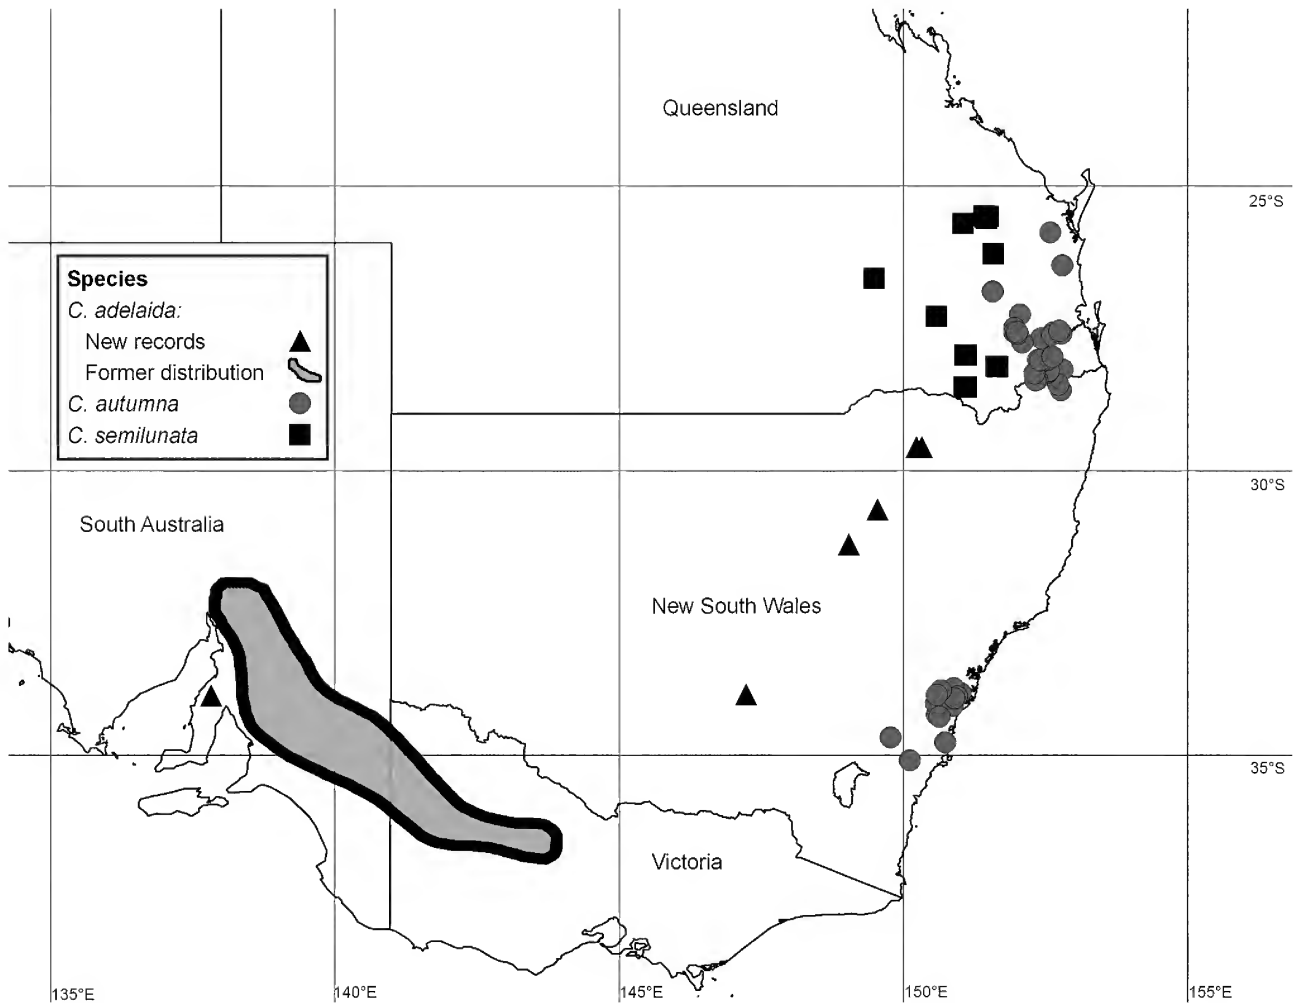 Queensland
25°S
Species
C. adelaida:
New records
Former distribution
C. autumna
C. semilunata
30°S
South Australia
New South Wales
35°S
Victoria
135°E
140°E
145°E
150°E
155°E